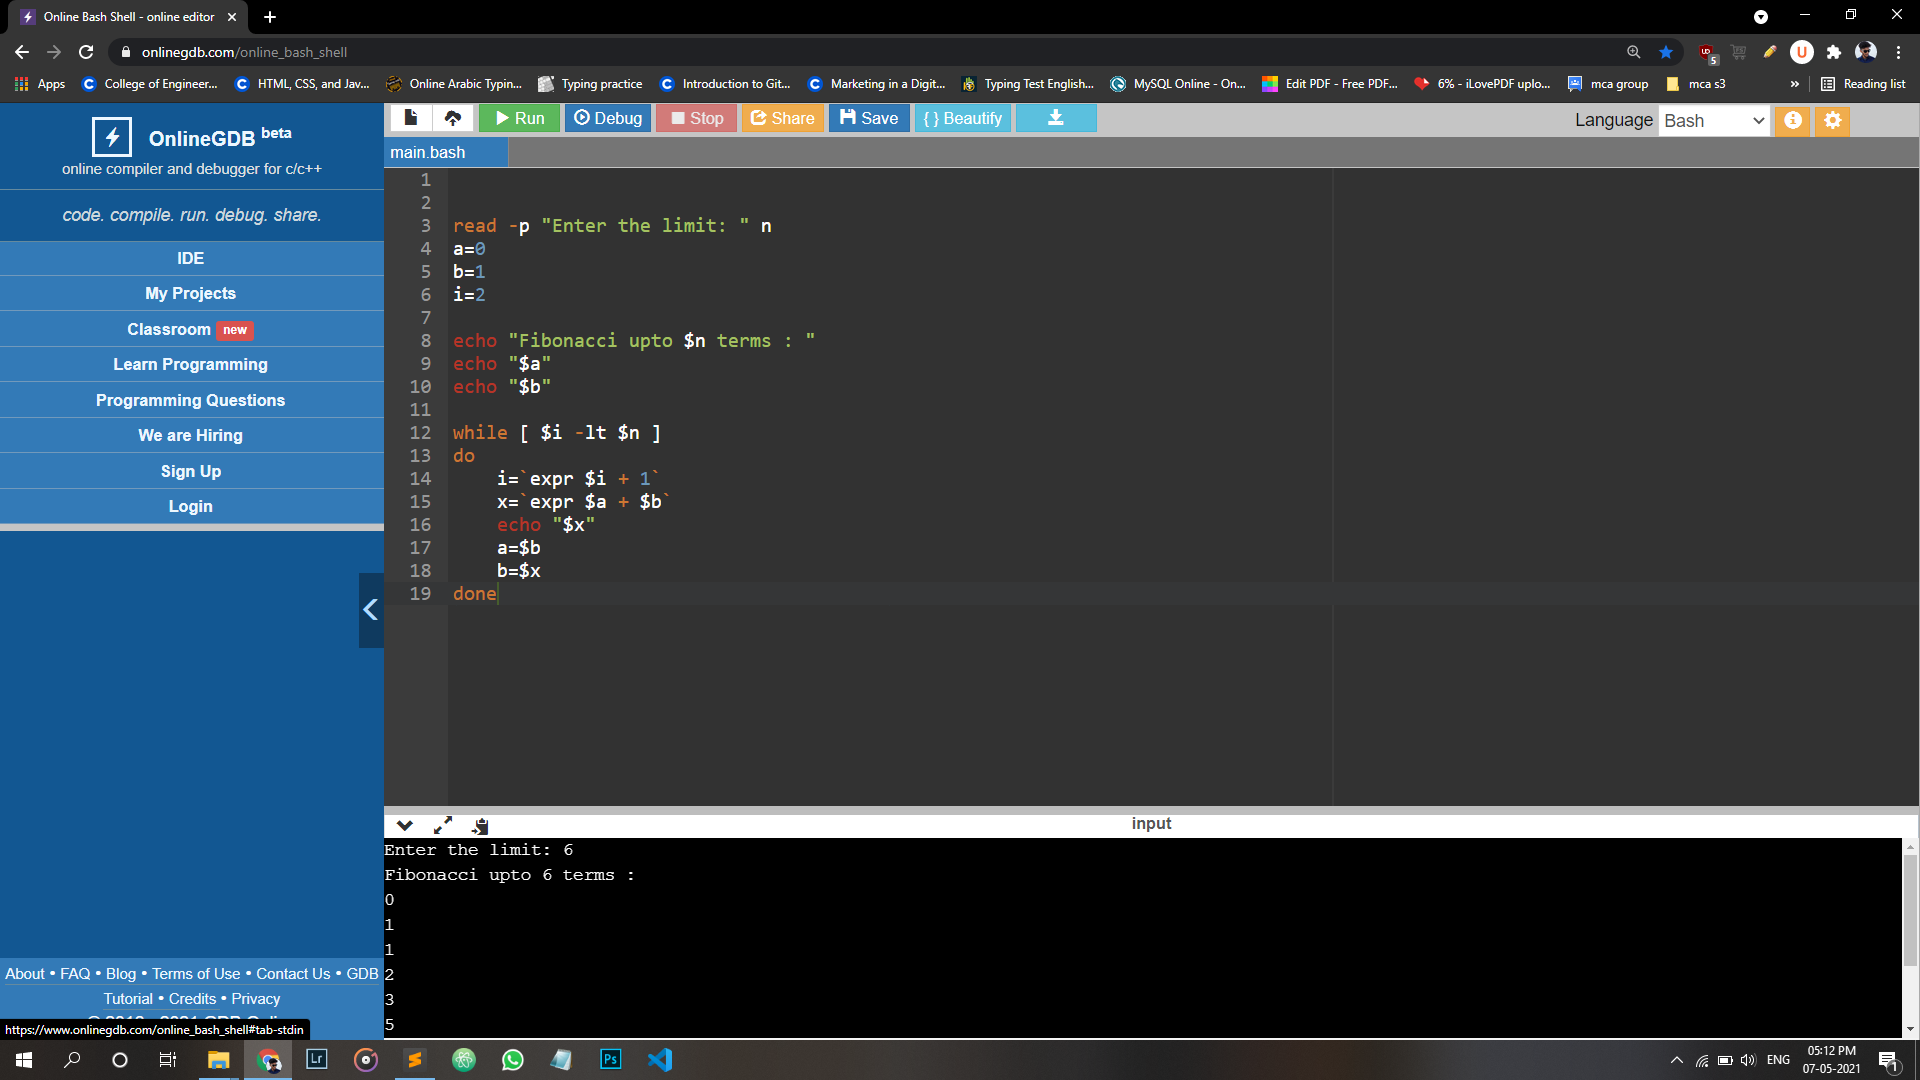 Online Bash Shell - online editor
onlinegdb.com/online_bash_shell
UD 5
U
Apps
College of Engineer...
HTML, CSS, and Jav...
Online Arabic Typin...
Typing practice
Introduction to Git...
Marketing in a Digit...
Typing Test English...
MySQL Online - On...
Edit PDF - Free PDF...
6% - iLovePDF uplo...
mca group
mca s3
»
Reading list
OnlineGDB beta
online compiler and debugger for c/c++
code. compile. run. debug. share.
IDE
My Projects
Classroom new
Learn Programming
Programming Questions
We are Hiring
Sign Up
Login
About • FAQ • Blog • Terms of Use • Contact Us • GDB
Tutorial • Credits • Privacy
https://www.onlinegdb.com/online_bash_shell#tab-stdin
Run
Debug
Stop
Share
Save
{ } Beautify
Language Bash
main.bash
1
2
3 read -p "Enter the limit: " n
4 a=0
5 b=1
6 i=2
7
8 echo "Fibonacci upto $n terms : "
9 echo "$a"
10 echo "$b"
11
12 while [ $i -lt $n ]
13 do
14 i=`expr $i + 1`
15 x=`expr $a + $b`
16 echo "$x"
17 a=$b
18 b=$x
19 done
input
Enter the limit: 6
Fibonacci upto 6 terms :
0
1
1
2
3
5
Lr
Ps
ENG
05:12 PM
07-05-2021
1